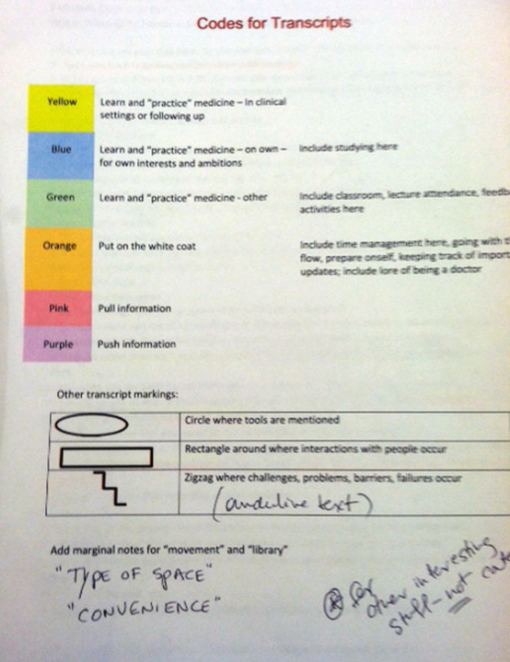 Codes for Transcripts
Yellow Learn and "practice" medicine – in clinical
settings or following up
Blue Learn and "practice" medicine – on own – Include studying here
for own interests and ambitions
Green Learn and "practice" medicine - other Include classroom, lecture attendance, feedb
activities here
Orange Put on the white coat Include time management here, going with t
flow, prepare onself, keeping track of import
updates; include lore of being a doctor
Pink Pull information
Purple Push information
Other transcript markings:
Circle where tools are mentioned
Rectangle around where interactions with people occur
Zigzag where challenges, problems, barriers, failures occur
(underline text)
Add marginal notes for "movement" and "library"
"TYPE OF SPACE"
"CONVENIENCE"
for
other interesting
stuff – not